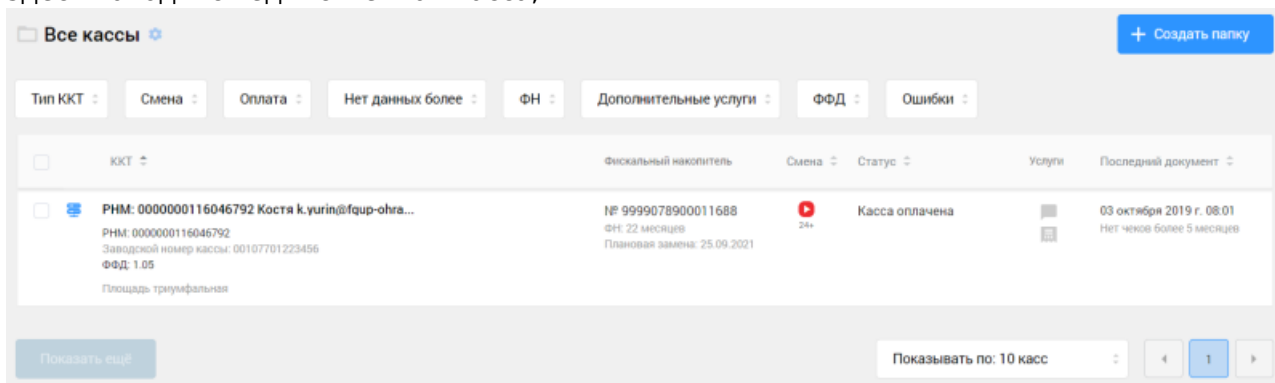 Все кассы
+ Создать папку
Тип ККТ Смена Оплата Нет данных более ФН Дополнительные услуги ФФД Ошибки
ККТ Фискальный накопитель Смена Статус Услуги Последний документ
РНМ: 0000000116046792 Костя k.yurin@fqup-ohra... № 9999078900011688 Касса оплачена 03 октября 2019 г. 08:01
РНМ: 0000000116046792 ФН: 22 месяцев 24+ Нет чеков более 5 месяцев
Заводской номер кассы: 00107701223456 Плановая замена: 25.09.2021
ФФД: 1.05
Площадь триумфальная
Показать ещё Показывать по: 10 касс 1